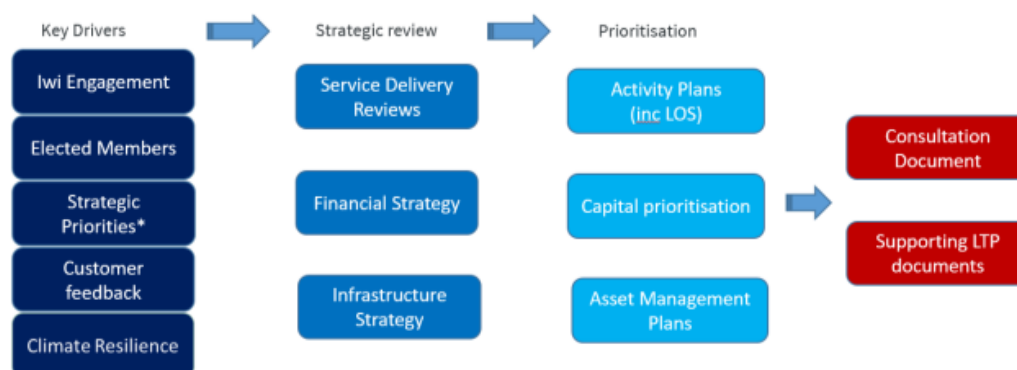 Key Drivers
Strategic review
Prioritisation
Iwi Engagement
Elected Members
Strategic
Priorities*
Customer
feedback
Climate Resilience
Service Delivery
Reviews
Financial Strategy
Infrastructure
Strategy
Activity Plans
(inc LOS)
Capital prioritisation
Asset Management
Plans
Consultation
Document
Supporting LTP
documents